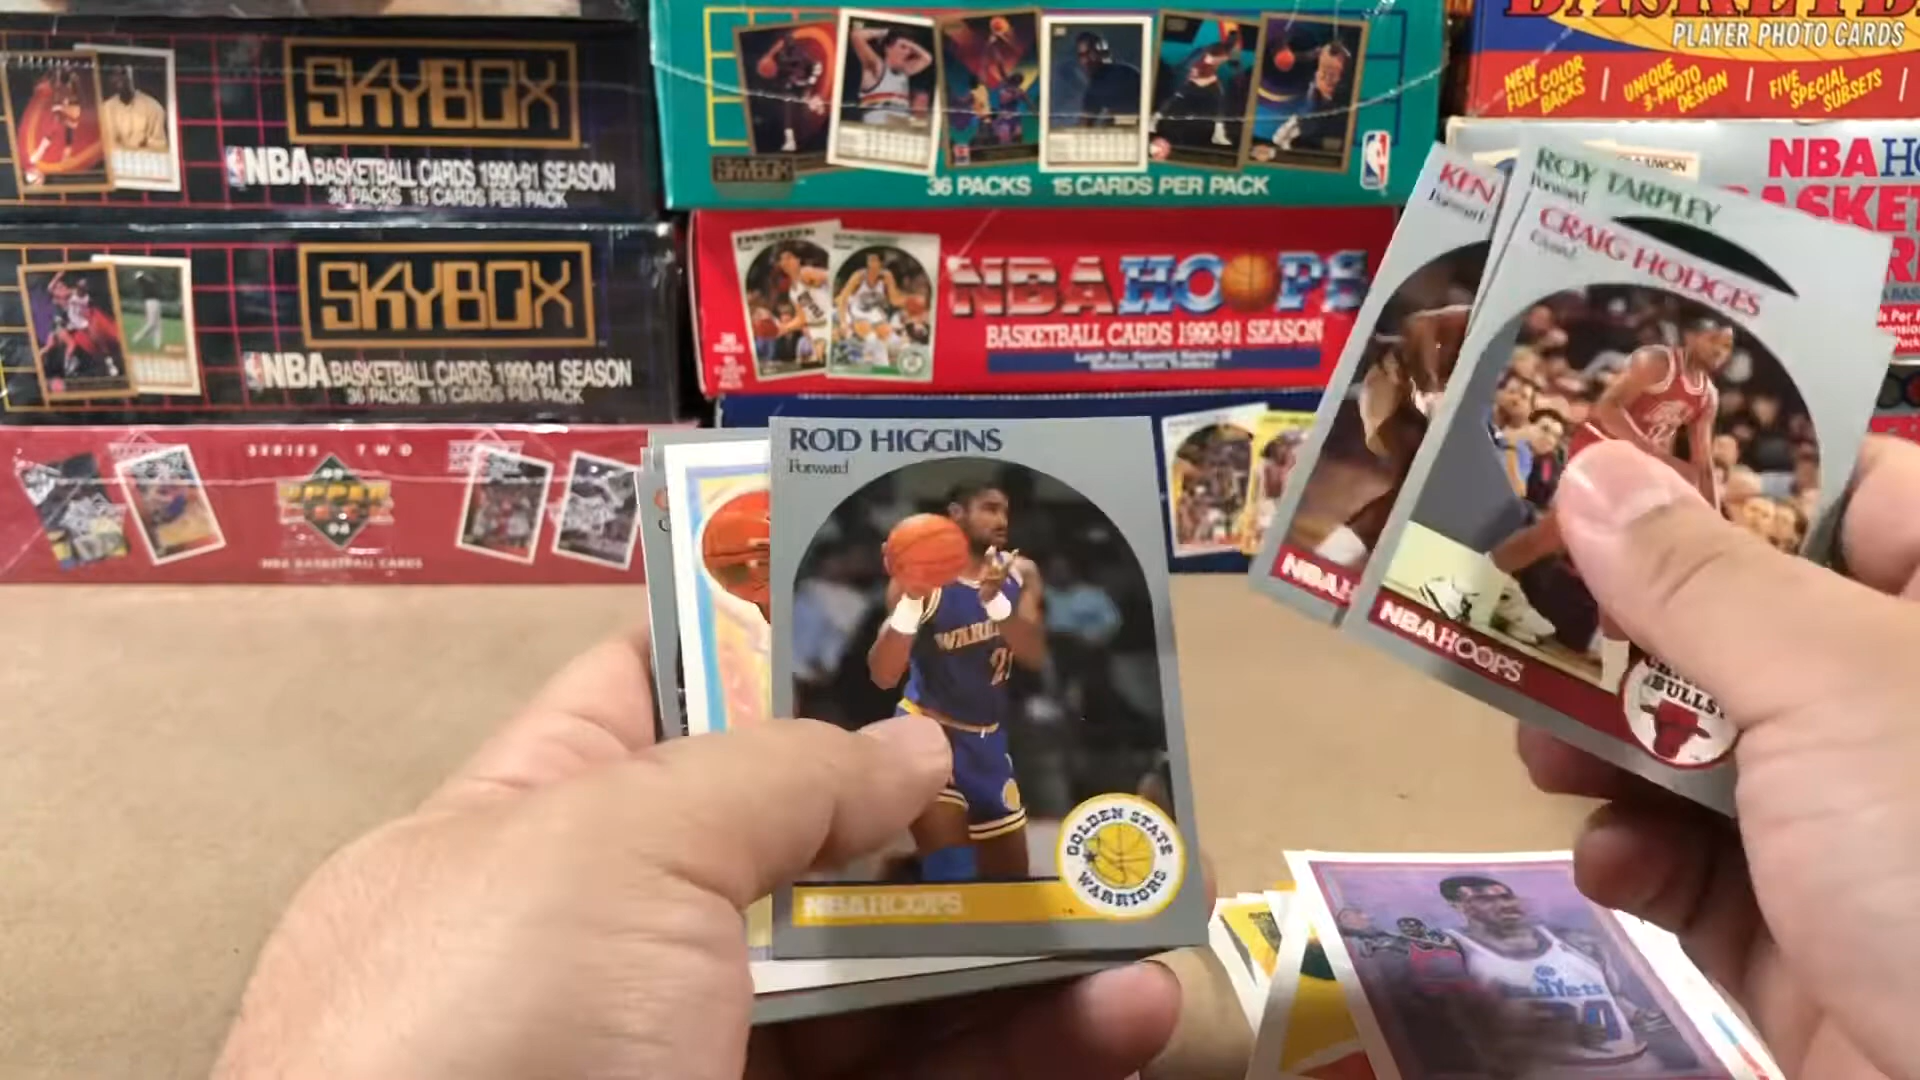 SKYBOX
NBA BASKETBALL CARDS 1990-91 SEASON
36 PACKS 15 CARDS PER PACK
SKYBOX
NBA BASKETBALL CARDS 1990-91 SEASON
36 PACKS 15 CARDS PER PACK
SERIES TWO
UPPER
NBA BASKETBALL CARDS
36 PACKS 15 CARDS PER PACK
NBA HOOPS
BASKETBALL CARDS 1990-91 SEASON
PLAYER PHOTO CARDS
NEW
FULL COLOR
BACKS
UNIQUE
3-PHOTO
DESIGN
FIVE
SPECIAL
SUBSETS
NBA HO
KEN
Forward
NBA H
ROY TARPLEY
Forward
CRAIG HODGES
Guard
NBA HOOPS
BULLS
ROD HIGGINS
Forward
WARRI
NBA HOOPS
GOLDEN STATE
WARRIORS